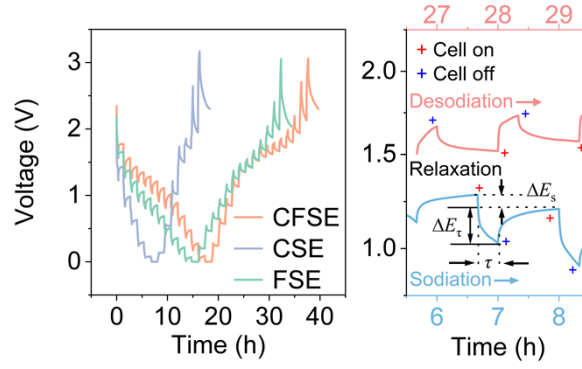 Voltage (V)
3
2
1
0
CFSE
CSE
FSE
0
10
20
30
40
Time (h)
27
28
29
2.0
1.5
1.0
+ Cell on
+ Cell off
Desodiation
Relaxation
ΔEₛ
ΔE_τ
τ
Sodiation
6
7
8
Time (h)